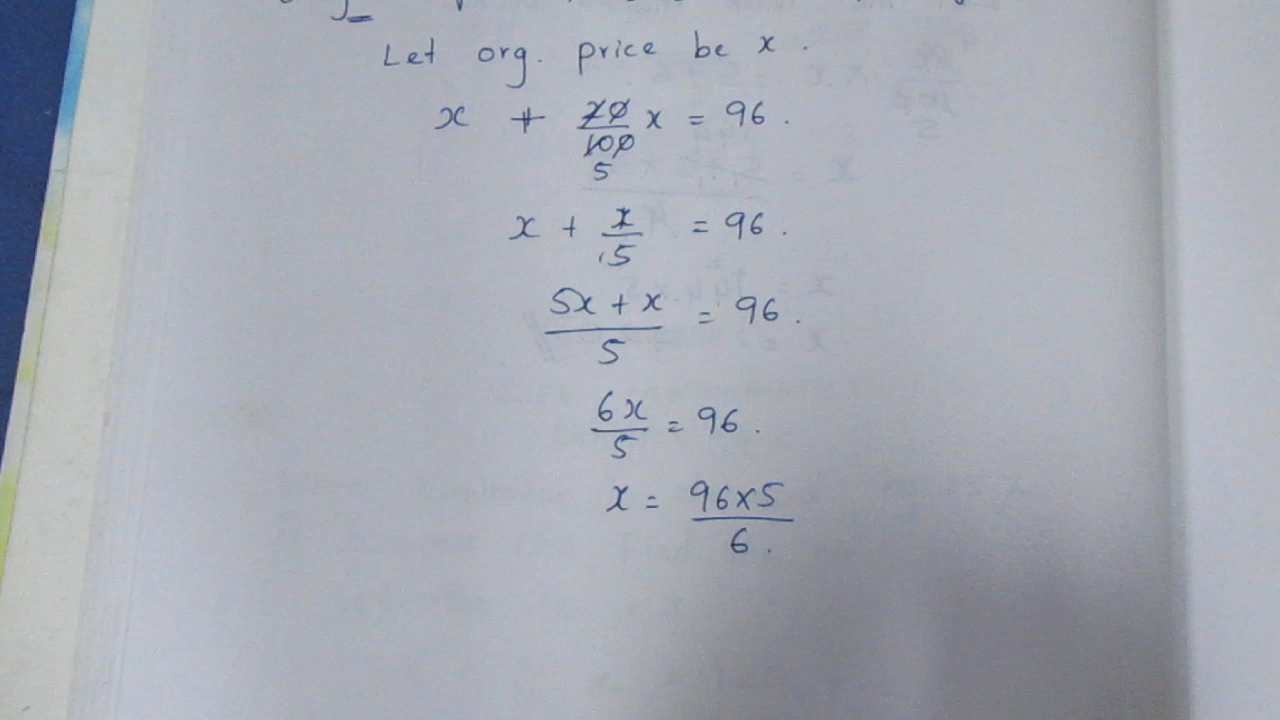 Let org. price be x.
x + 20/100 x = 96.
5
x + x/5 = 96.
5x + x / 5 = 96.
6x/5 = 96.
x = 96×5 / 6.